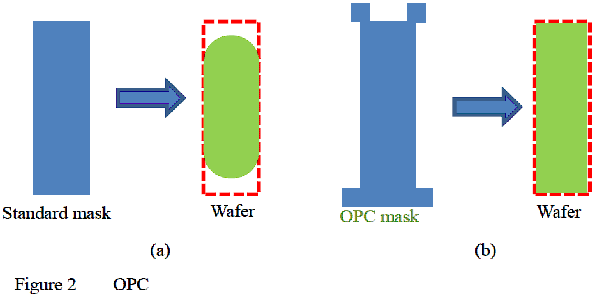 Standard mask
Wafer
OPC mask
Wafer
(a)
(b)
Figure 2 OPC